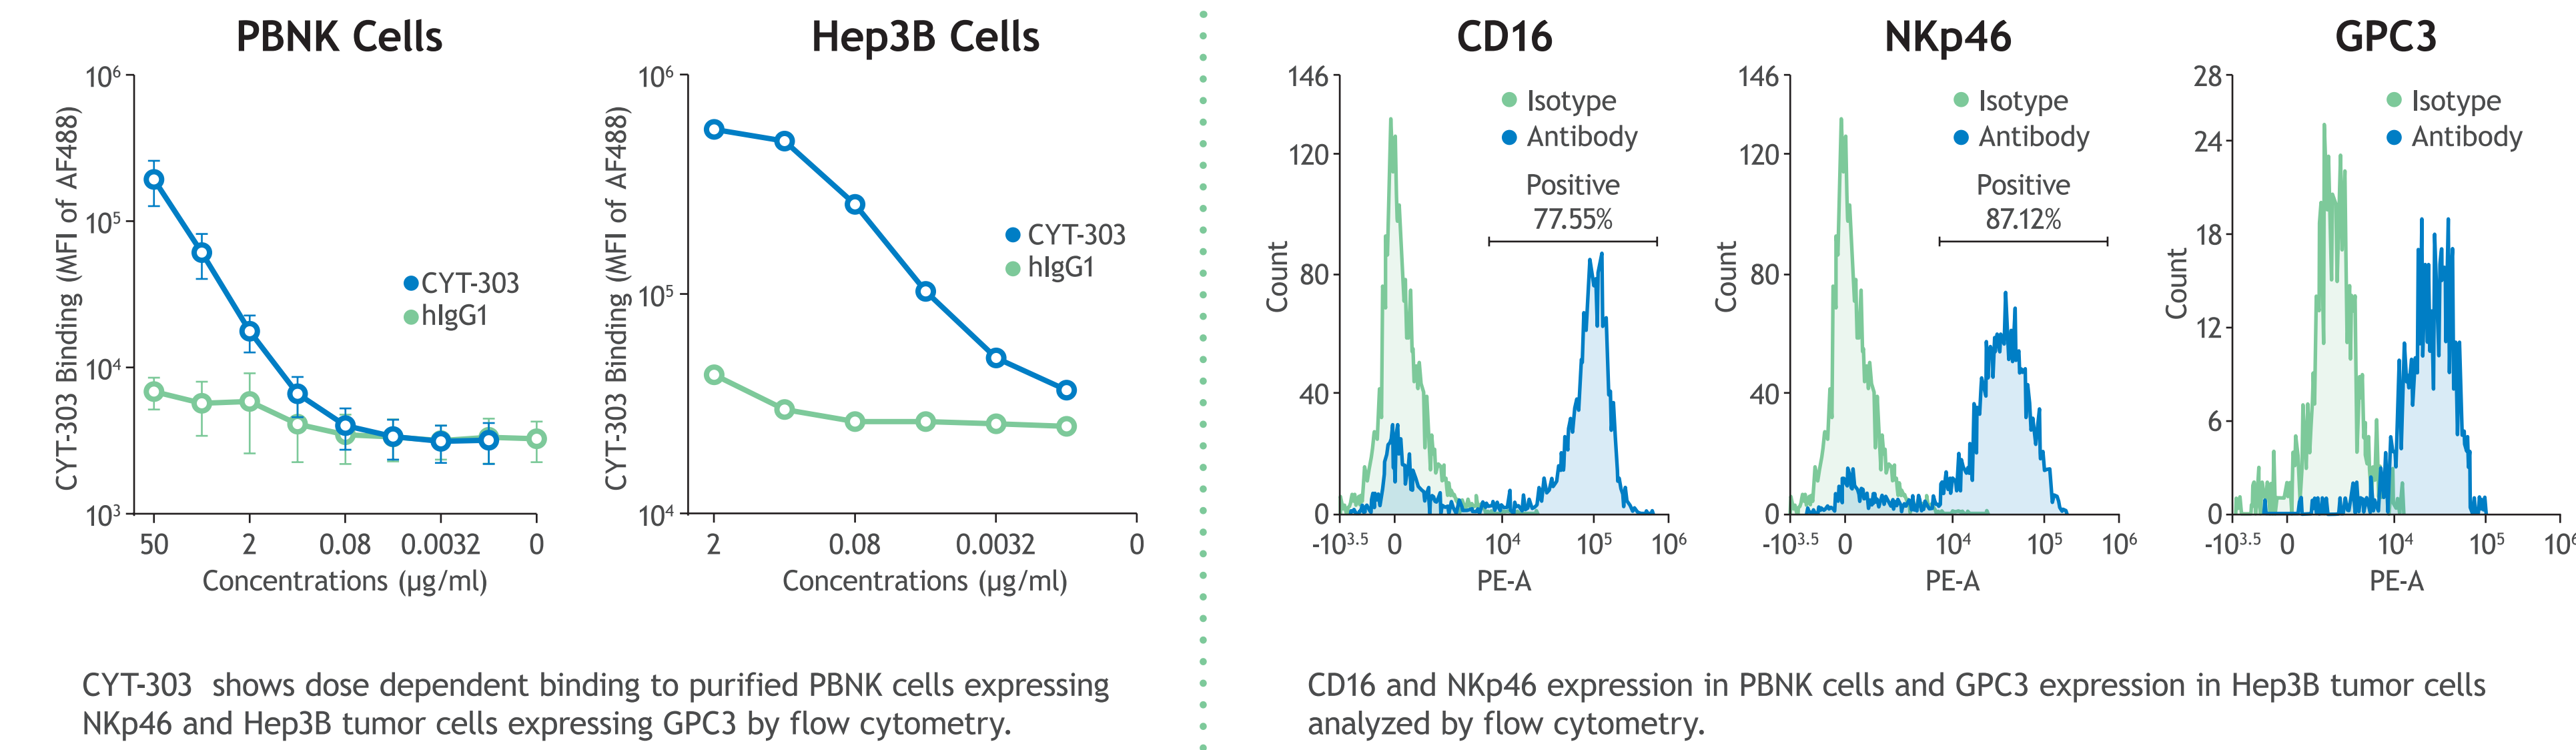 PBNK Cells
CYT-303 Binding (MFI of AF488)
10⁶
10⁵
10⁴
10³
CYT-303
hIgG1
50 2 0.08 0.0032 0
Concentrations (µg/ml)
Hep3B Cells
CYT-303 Binding (MFI of AF488)
10⁶
10⁵
10⁴
CYT-303
hIgG1
2 0.08 0.0032 0
Concentrations (µg/ml)
CYT-303 shows dose dependent binding to purified PBNK cells expressing
NKp46 and Hep3B tumor cells expressing GPC3 by flow cytometry.
CD16
Count
146
120
80
40
0
Isotype
Antibody
Positive
77.55%
-10³·⁵ 0 10⁴ 10⁵ 10⁶
PE-A
NKp46
Count
146
120
80
40
0
Isotype
Antibody
Positive
87.12%
-10³·⁵ 0 10⁴ 10⁵ 10⁶
PE-A
GPC3
Count
28
24
18
12
6
0
Isotype
Antibody
-10³·⁵ 0 10⁴ 10⁵ 10⁶
PE-A
CD16 and NKp46 expression in PBNK cells and GPC3 expression in Hep3B tumor cells
analyzed by flow cytometry.